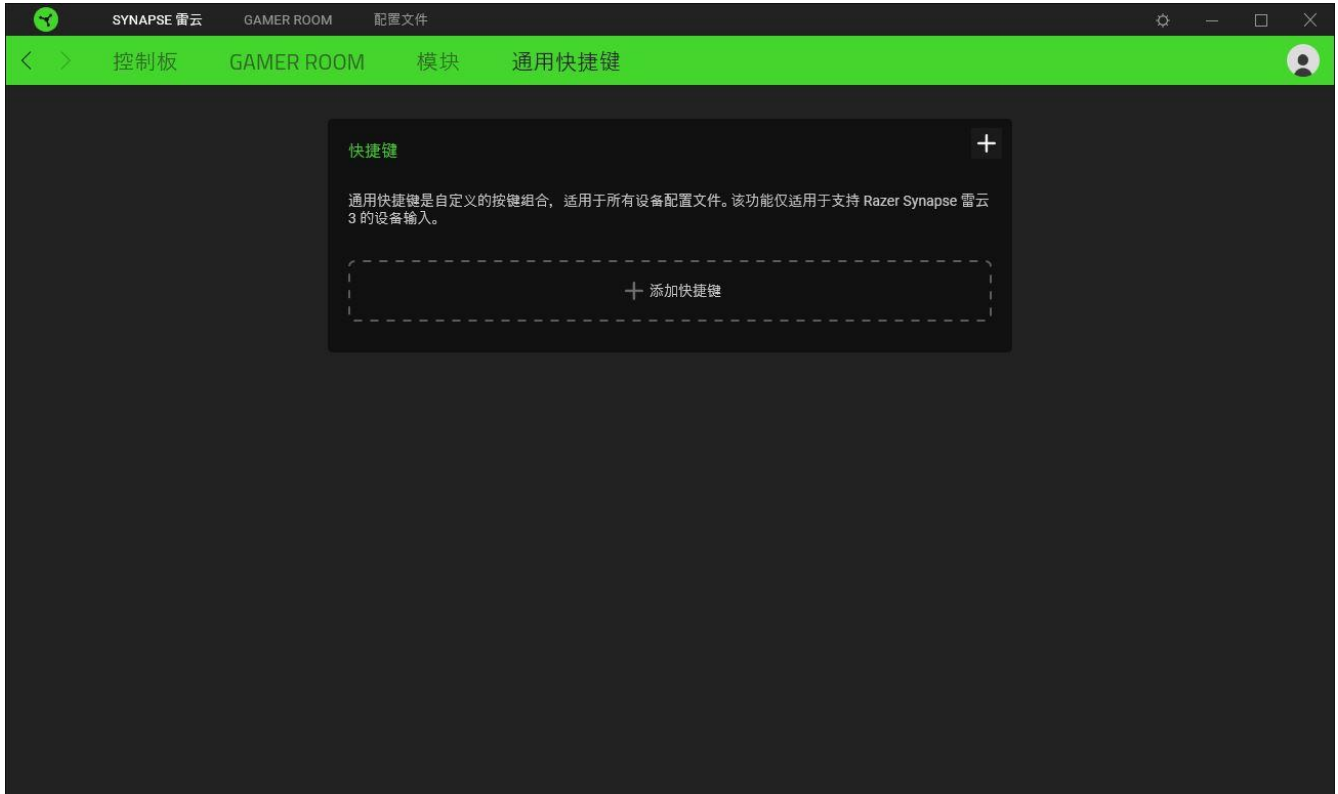 SYNAPSE 雷云 GAMER ROOM 配置文件
控制板 GAMER ROOM 模块 通用快捷键
快捷键
通用快捷键是自定义的按键组合，适用于所有设备配置文件。该功能仅适用于支持 Razer Synapse 雷云
3 的设备输入。
添加快捷键